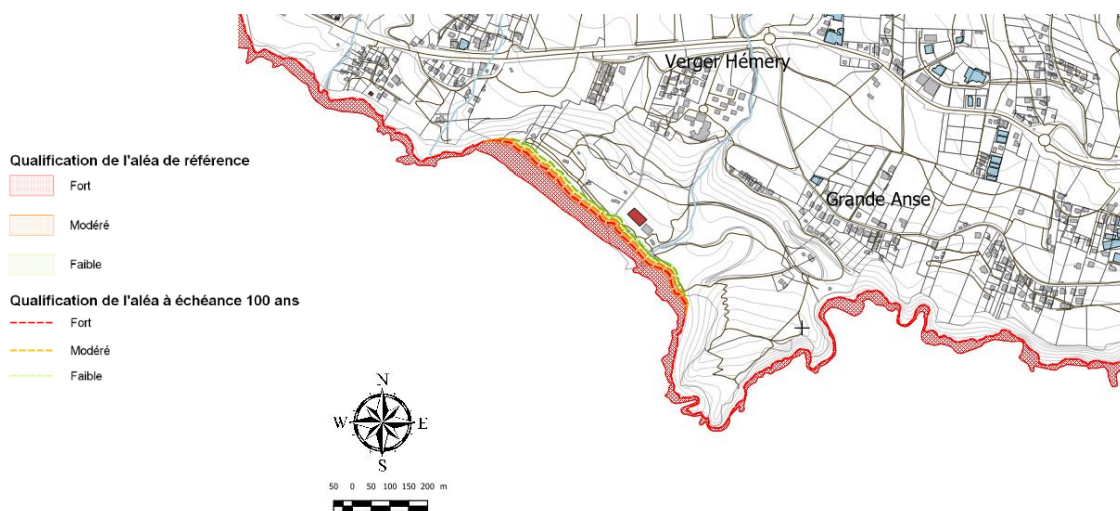 Verger Hémery
Grande Anse
Qualification de l'aléa de référence
Fort
Modéré
Faible
Qualification de l'aléa à échéance 100 ans
Fort
Modéré
Faible
N
W E
S
50 0 50 100 150 200 m